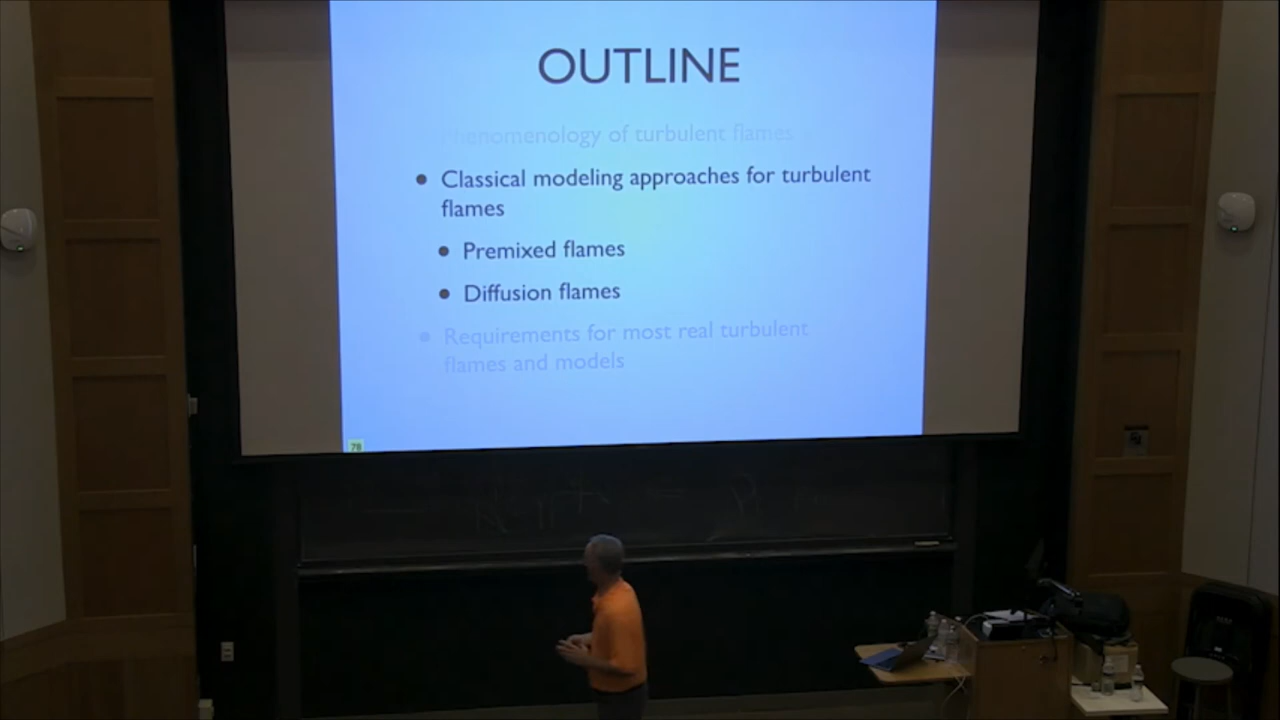 OUTLINE
Phenomenology of turbulent flames
Classical modeling approaches for turbulent
flames
Premixed flames
Diffusion flames
Requirements for most real turbulent
flames and models
78